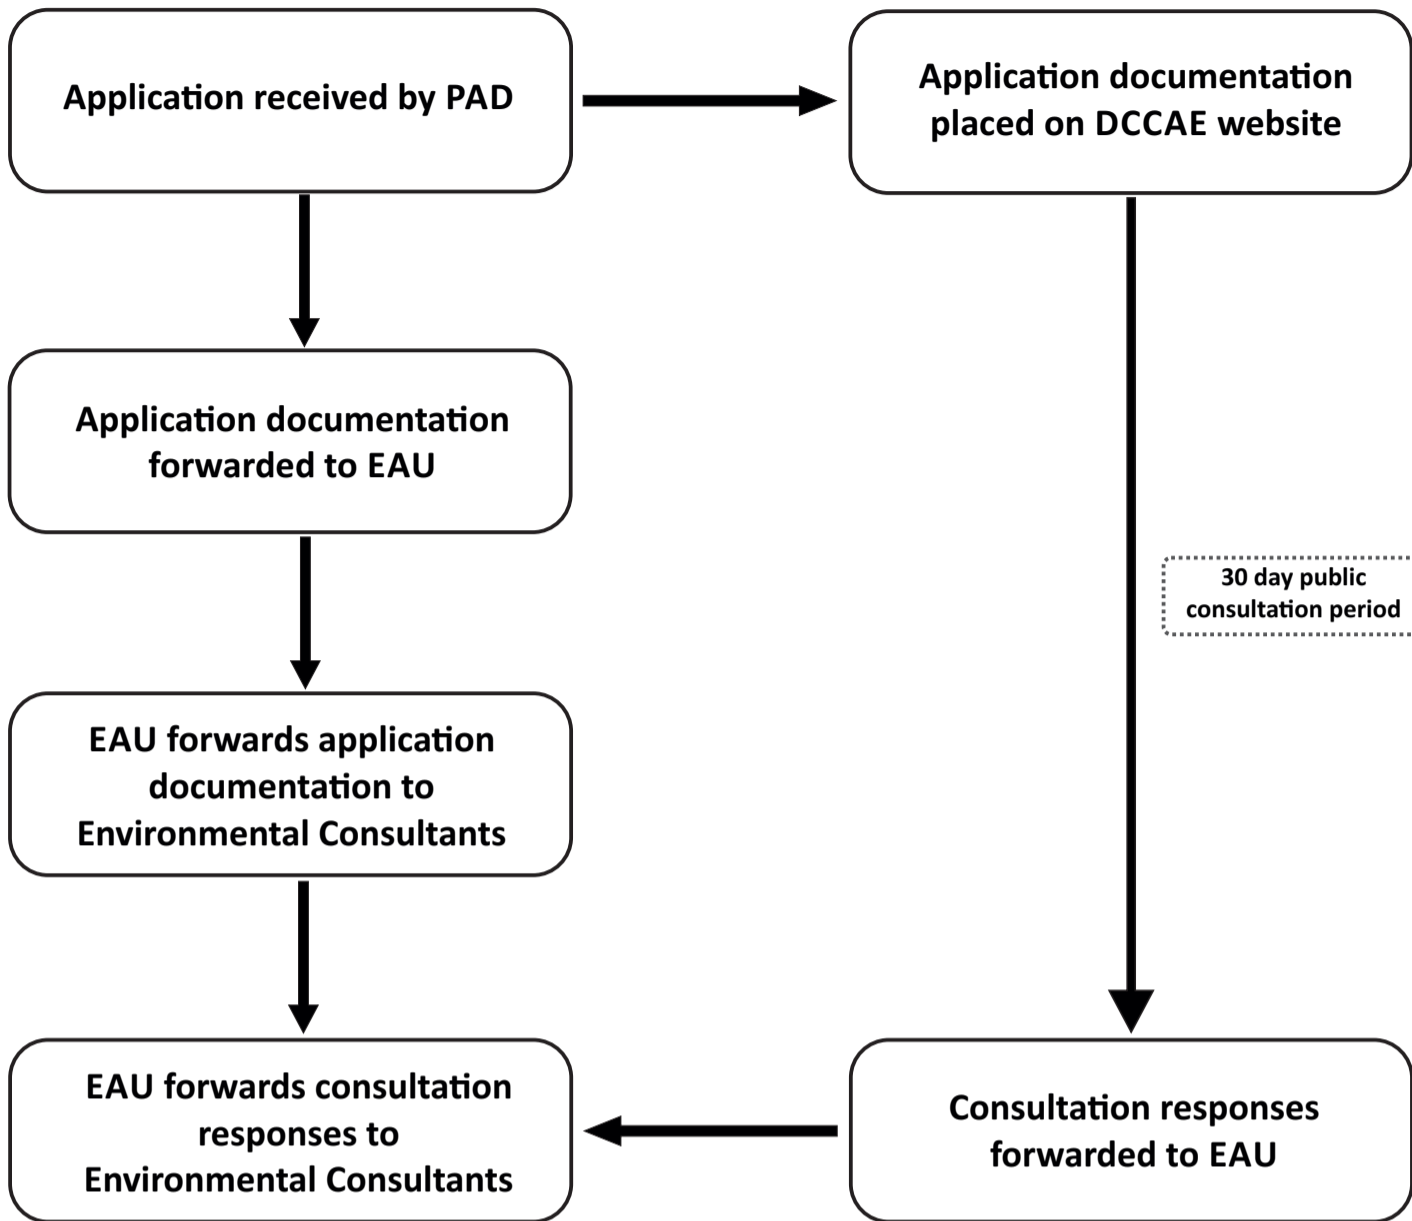 Application received by PAD
Application documentation
placed on DCCAE website
Application documentation
forwarded to EAU
30 day public
consultation period
EAU forwards application
documentation to
Environmental Consultants
EAU forwards consultation
responses to
Environmental Consultants
Consultation responses
forwarded to EAU